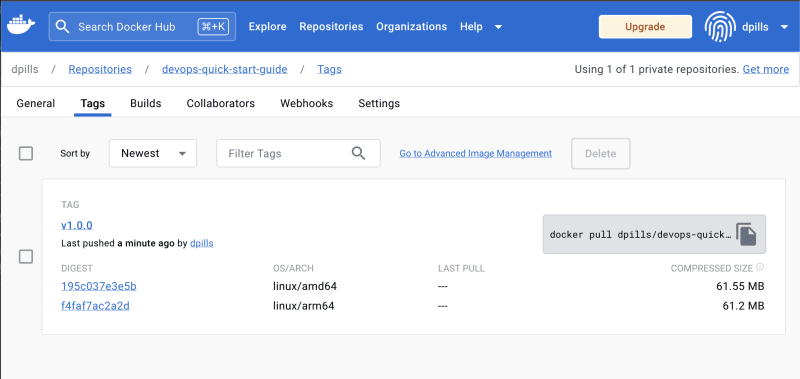 Search Docker Hub ⌘+K Explore Repositories Organizations Help Upgrade dpills
dpills / Repositories / devops-quick-start-guide / Tags Using 1 of 1 private repositories. Get more
General Tags Builds Collaborators Webhooks Settings
Sort by Newest Filter Tags Go to Advanced Image Management Delete
TAG
v1.0.0
docker pull dpills/devops-quick…
Last pushed a minute ago by dpills
DIGEST OS/ARCH LAST PULL COMPRESSED SIZE
195c037e3e5b linux/amd64 --- 61.55 MB
f4faf7ac2a2d linux/arm64 --- 61.2 MB